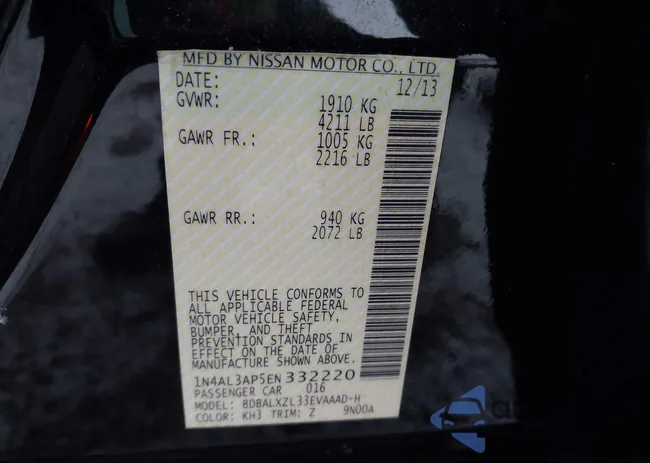 MFD BY NISSAN MOTOR CO., LTD.
DATE: 12/13
GVWR: 1910 KG
4211 LB
GAWR FR.: 1005 KG
2216 LB
GAWR RR.: 940 KG
2072 LB
THIS VEHICLE CONFORMS TO
ALL APPLICABLE FEDERAL
MOTOR VEHICLE SAFETY,
BUMPER, AND THEFT
PREVENTION STANDARDS IN
EFFECT ON THE DATE OF
MANUFACTURE SHOWN ABOVE.
1N4AL3AP5EN332220
PASSENGER CAR 016
MODEL: BDBALXZL33EVAAAD-H
COLOR: KH3 TRIM: Z 9N00A